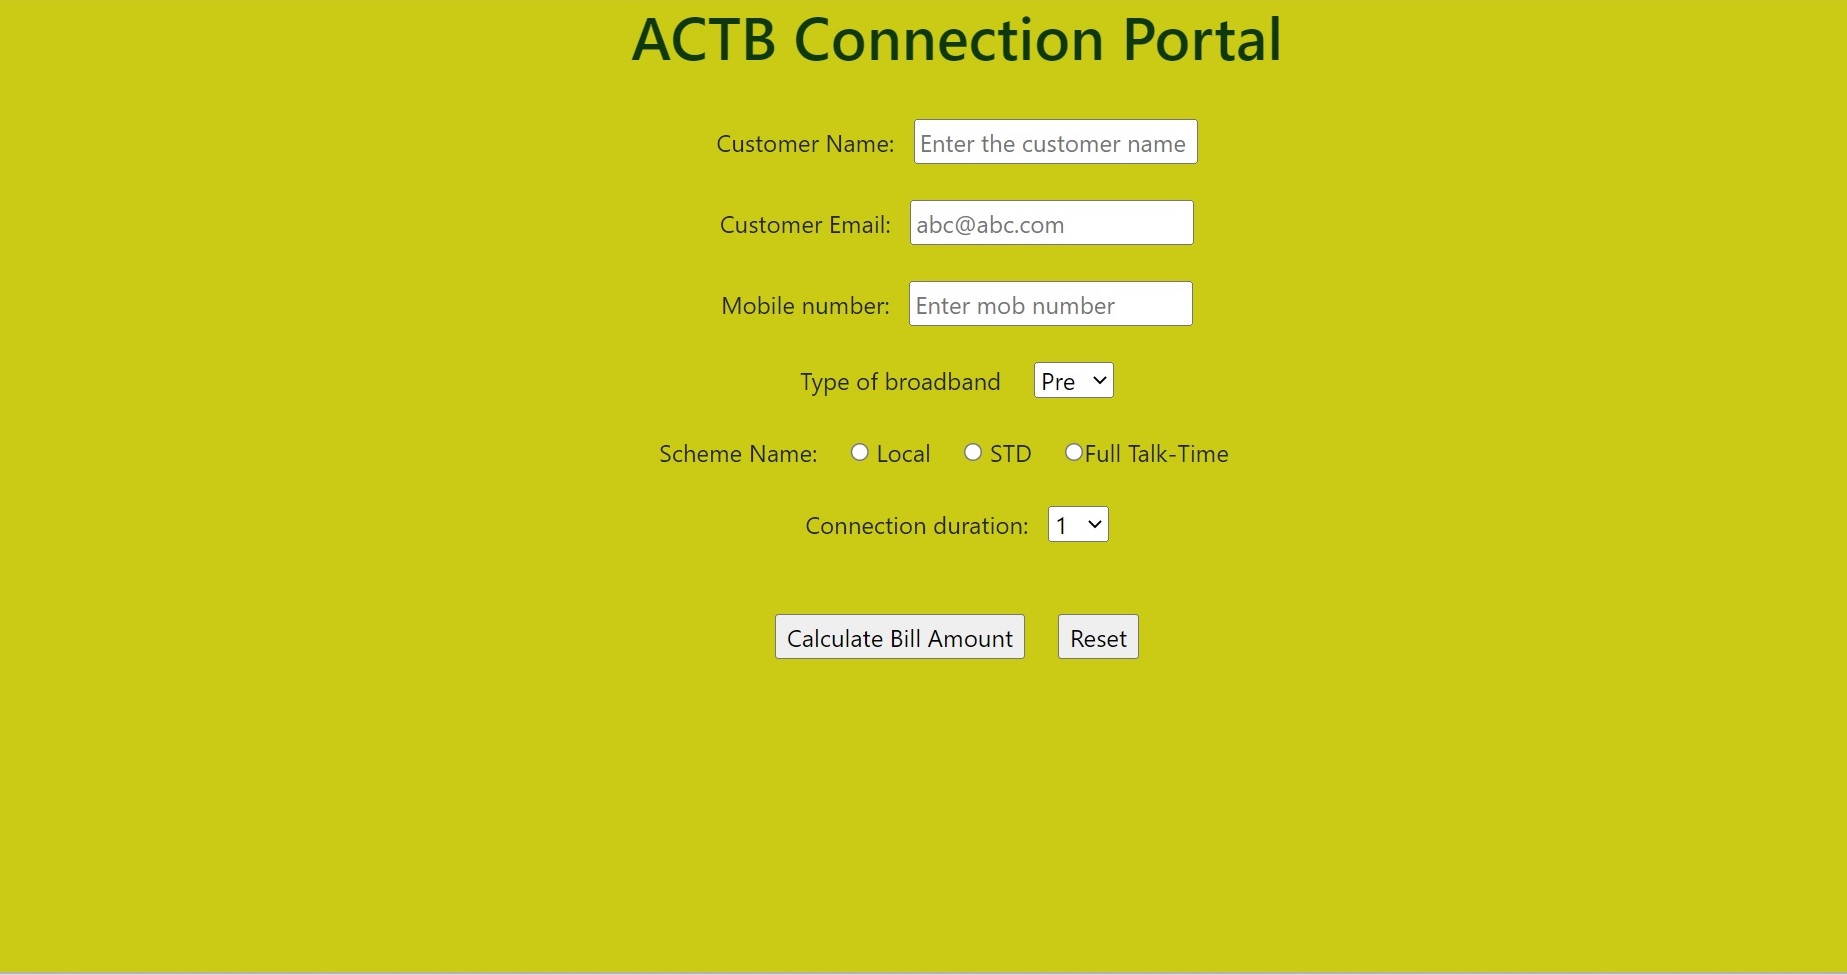 ACTB Connection Portal
Customer Name: Enter the customer name
Customer Email: abc@abc.com
Mobile number: Enter mob number
Type of broadband Pre
Scheme Name: Local STD Full Talk-Time
Connection duration: 1
Calculate Bill Amount Reset